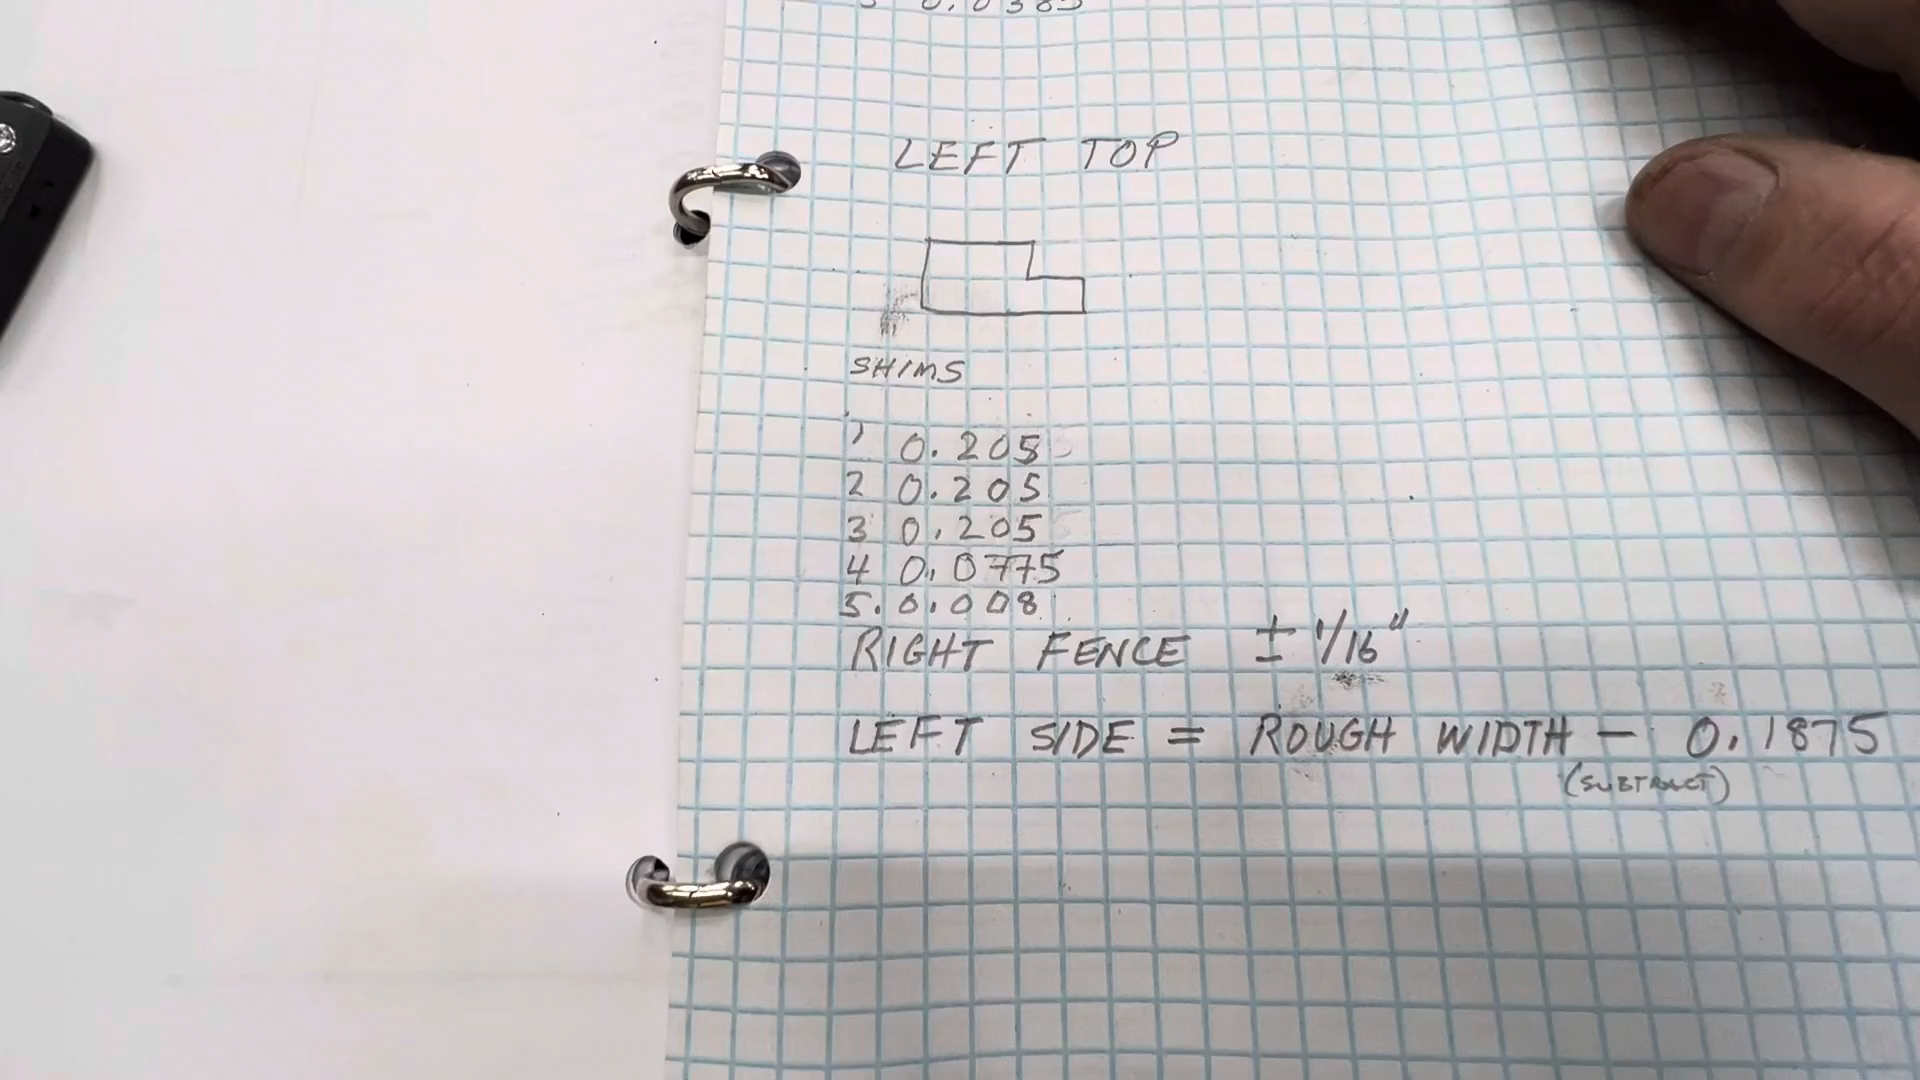 LEFT TOP
SHIMS
1 0.205
2 0.205
3 0.205
4 0.0775
5. 0.008
RIGHT FENCE ± 1/16"
LEFT SIDE = ROUGH WIDTH - 0.1875
(SUBTRACT)